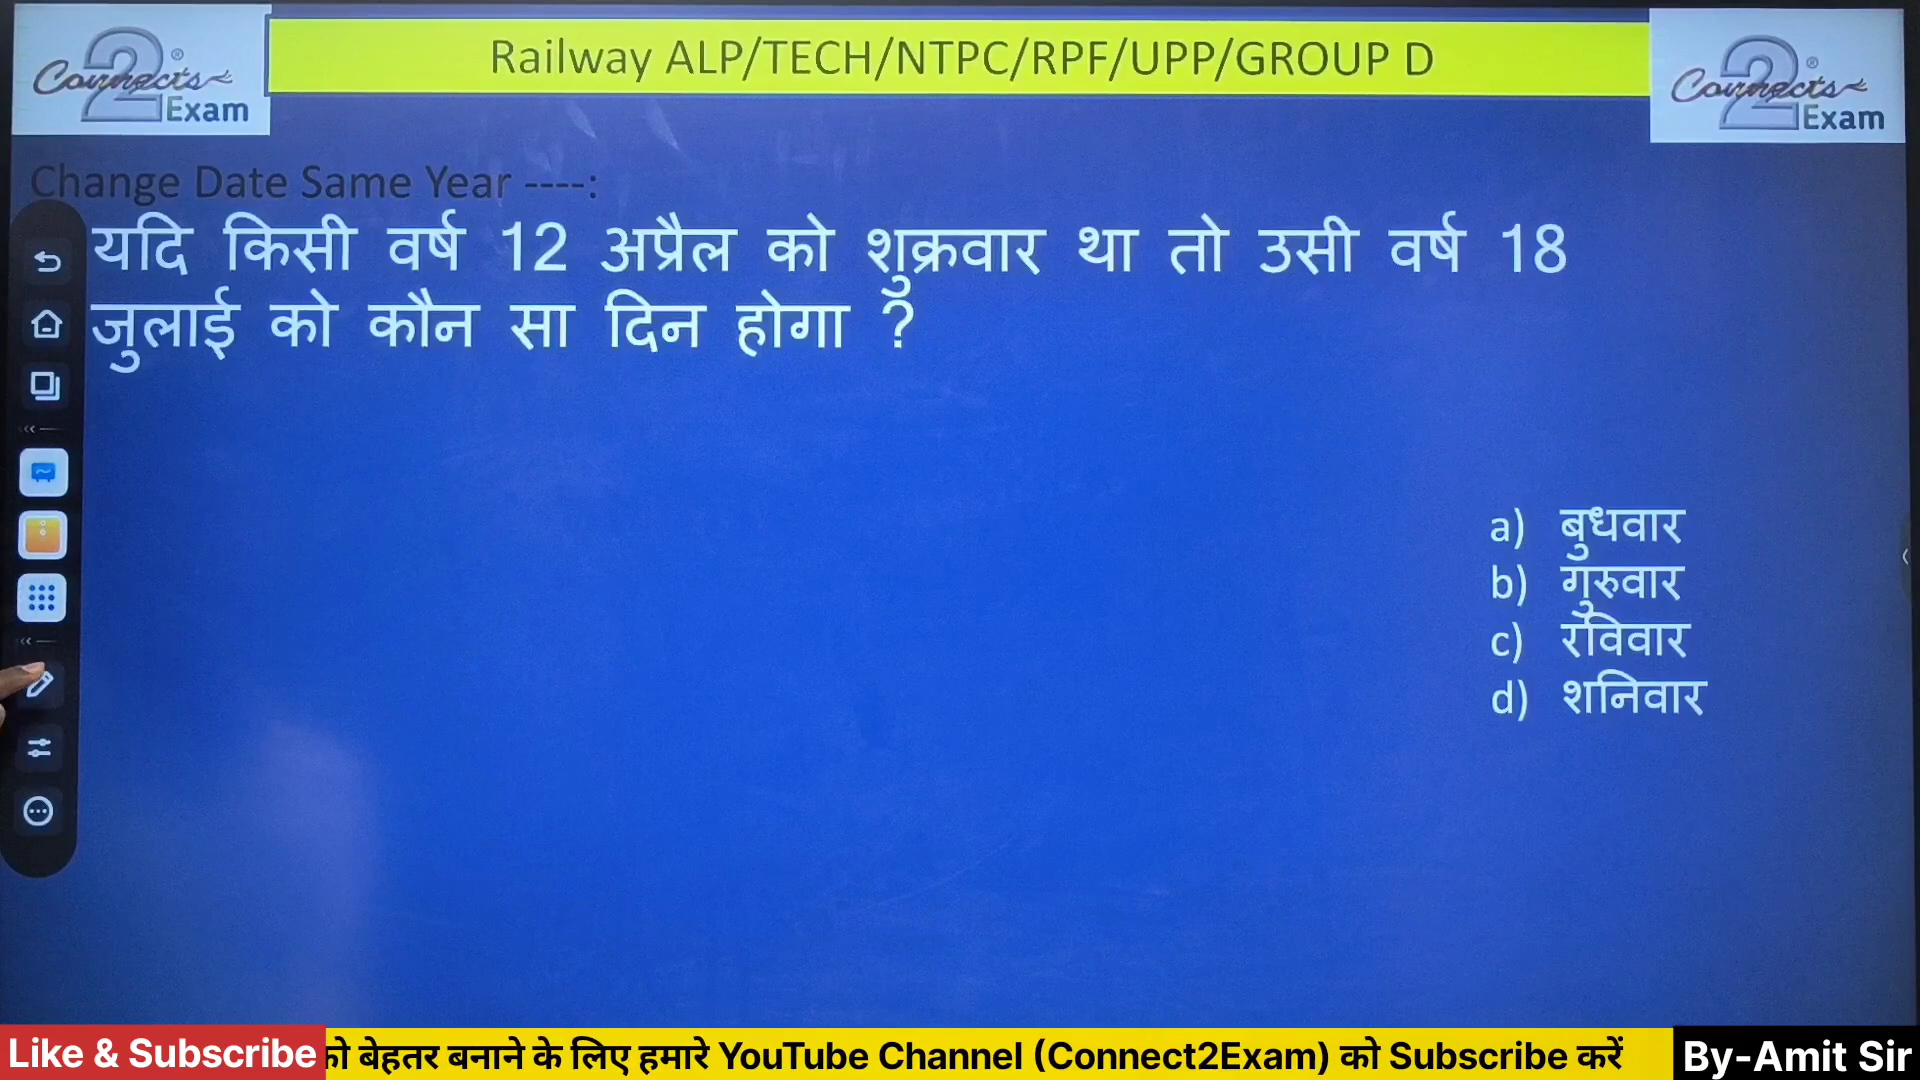 Connects 2 Exam ®
Railway ALP/TECH/NTPC/RPF/UPP/GROUP D
Connects 2 Exam ®
Change Date Same Year ----:
यदि किसी वर्ष 12 अप्रैल को शुक्रवार था तो उसी वर्ष 18
जुलाई को कौन सा दिन होगा ?
a) बुधवार
b) गुरुवार
c) रविवार
d) शनिवार
Like & Subscribe
को बेहतर बनाने के लिए हमारे YouTube Channel (Connect2Exam) को Subscribe करें
By-Amit Sir